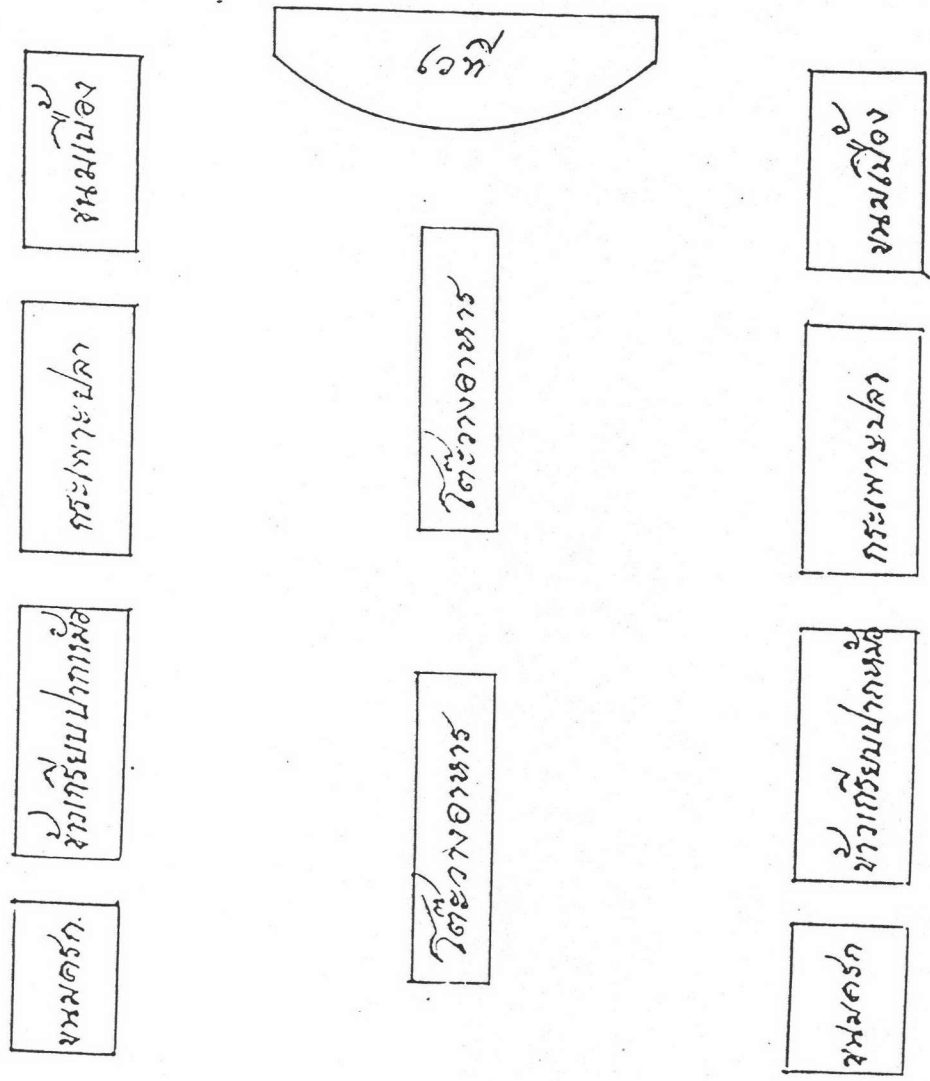 เวที
ขนมเบื้อง
กระเพาะปลา
ข้าวเกรียบปากหม้อ
ขนมครก.
โต๊ะวางอาหาร
โต๊ะวางอาหาร
ขนมเบื้อง
กระเพาะปลา
ข้าวเกรียบปากหม้อ
ขนมครก